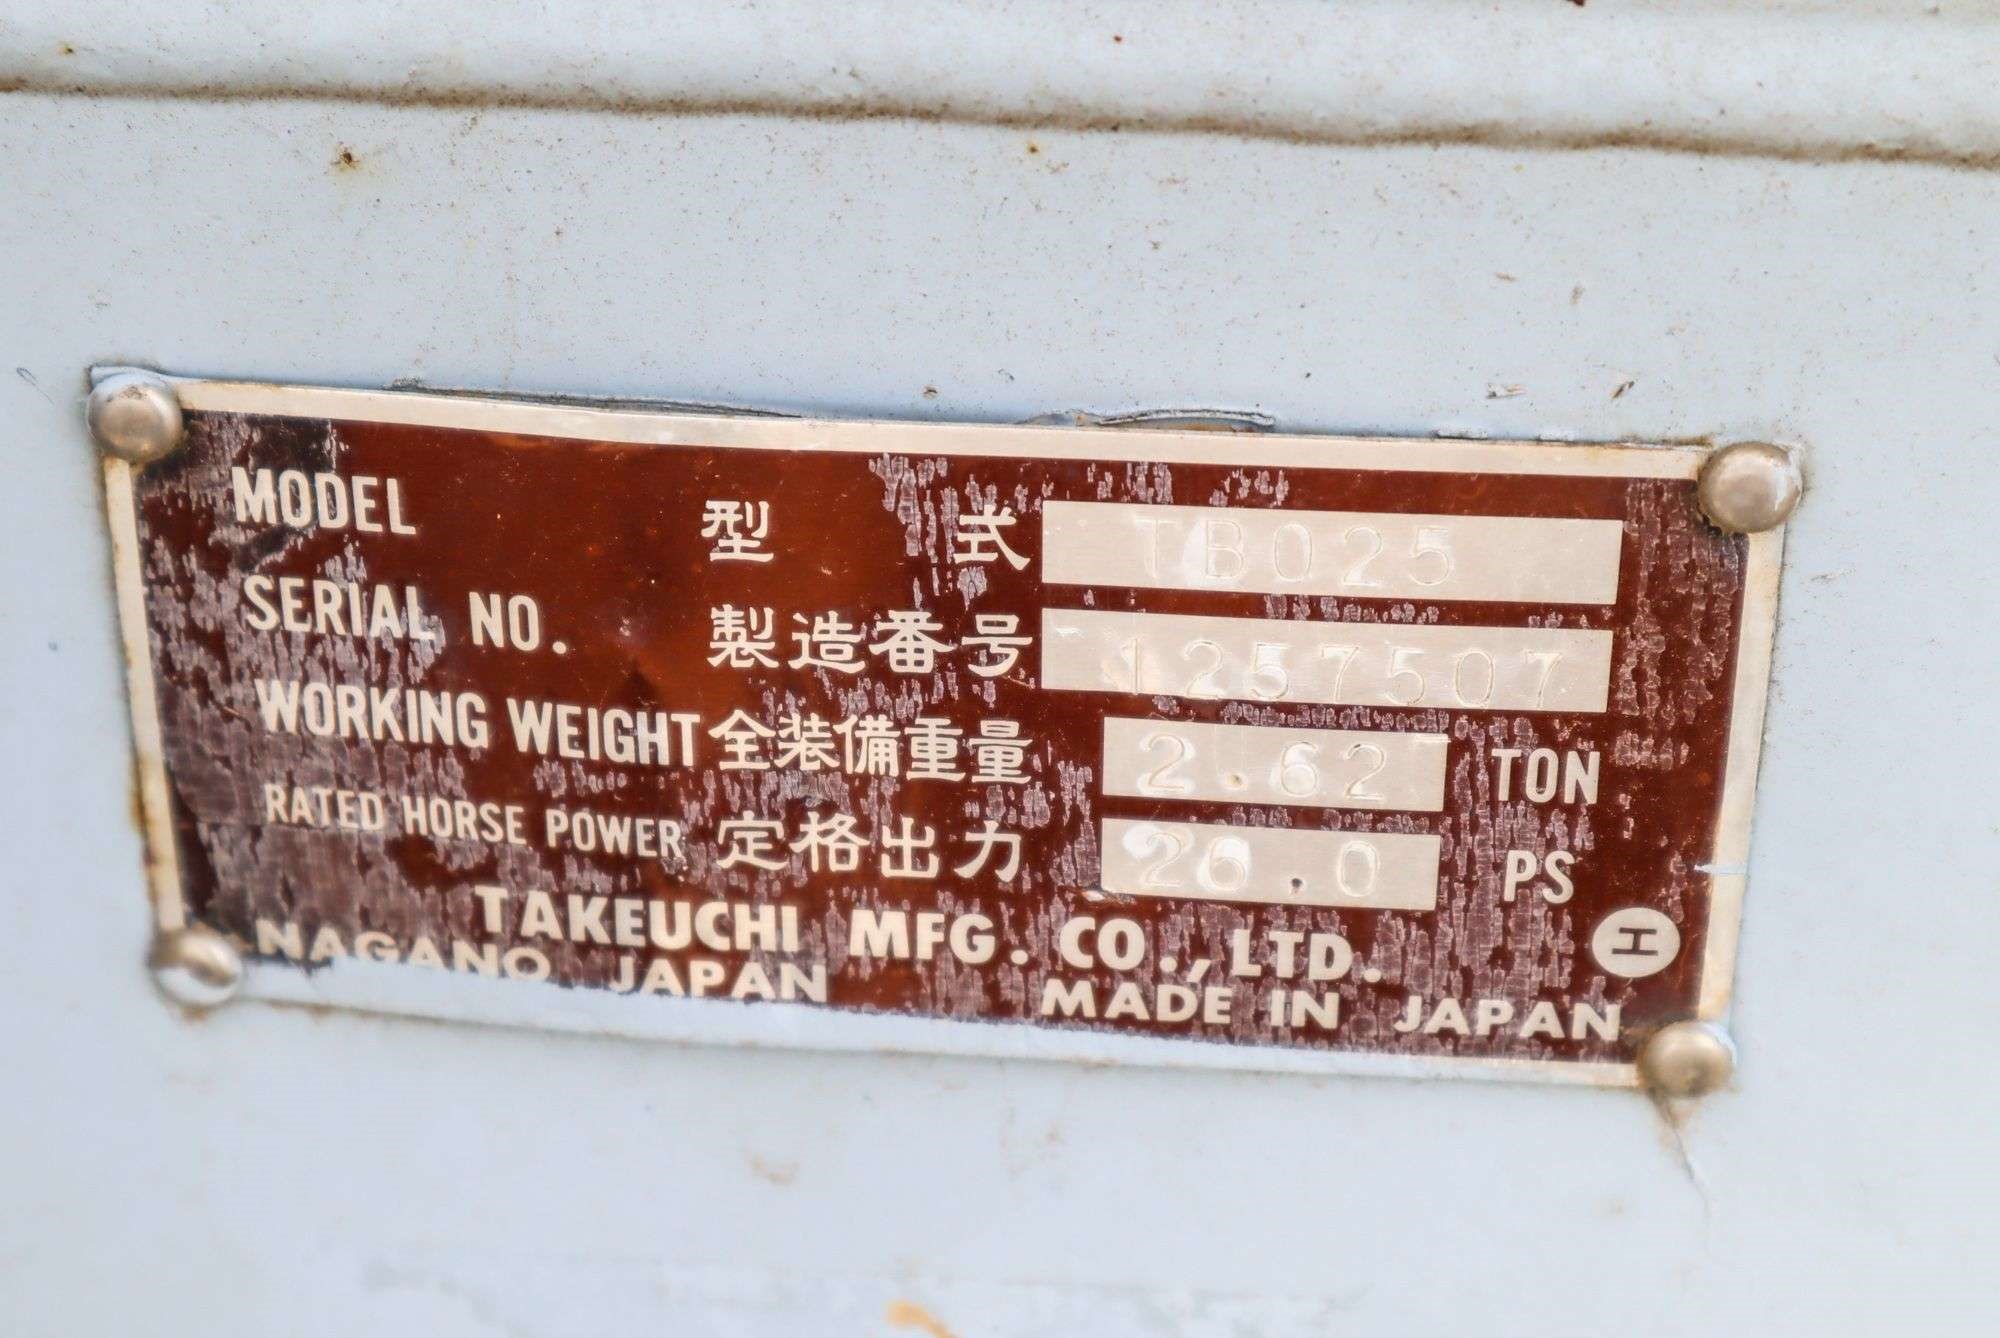 MODEL 型式 TB025
SERIAL NO. 製造番号 1257507
WORKING WEIGHT 全装備重量 2.62 TON
RATED HORSE POWER 定格出力 26.0 PS
TAKEUCHI MFG. CO., LTD.
NAGANO JAPAN MADE IN JAPAN